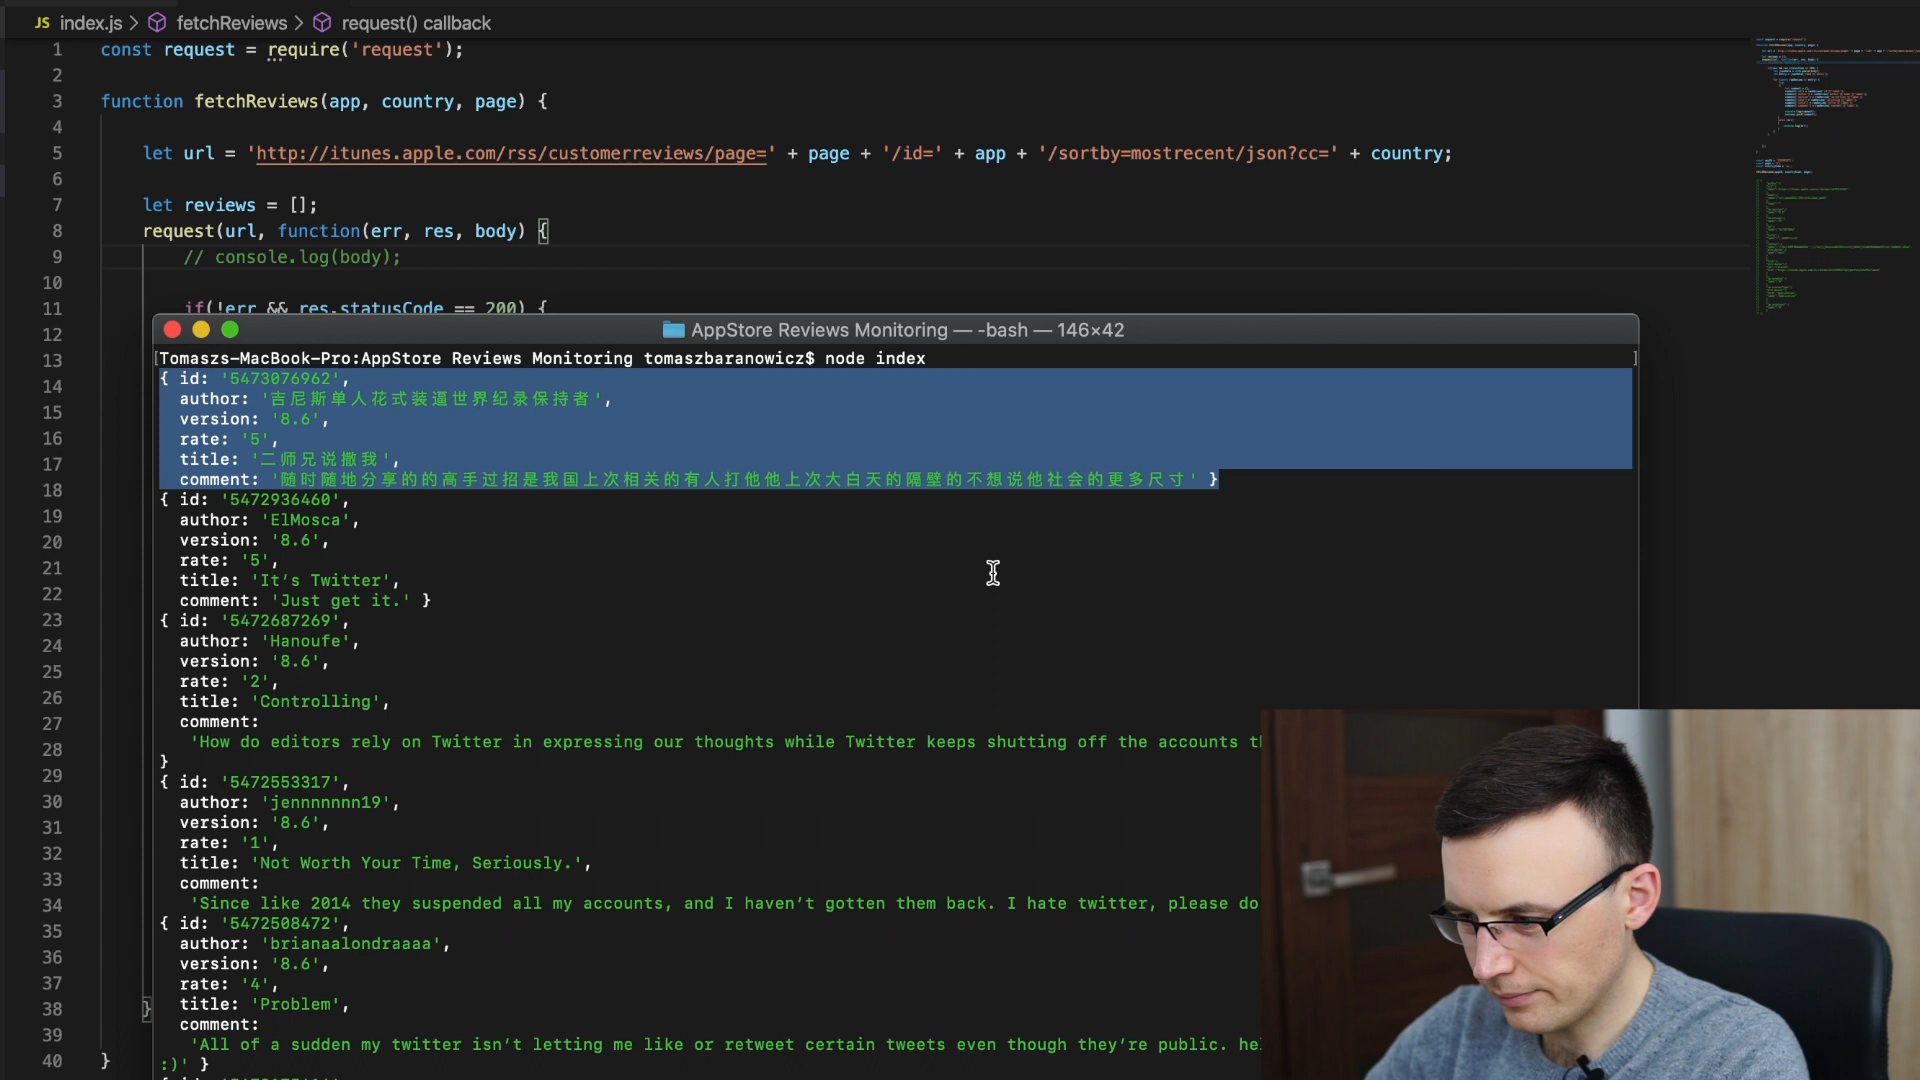 JS index.js > fetchReviews > request() callback
1 const request = require('request');
2
3 function fetchReviews(app, country, page) {
4
5 let url = 'http://itunes.apple.com/rss/customerreviews/page=' + page + '/id=' + app + '/sortby=mostrecent/json?cc=' + country;
6
7 let reviews = [];
8 request(url, function(err, res, body) {
9 // console.log(body);
10
11 if(!err && res.statusCode == 200) {
12
13
14
15
16
17
18
19
20
21
22
23
24
25
26
27
28
29
30
31
32
33
34
35
36
37
38 }
39
40 }
AppStore Reviews Monitoring — -bash — 146×42
[Tomaszs-MacBook-Pro:AppStore Reviews Monitoring tomaszbaranowicz$ node index ]
{ id: '5473076962',
author: '吉尼斯单人花式装逼世界纪录保持者',
version: '8.6',
rate: '5',
title: '二师兄说撒我',
comment: '随时随地分享的的高手过招是我国上次相关的有人打他他上次大白天的隔壁的不想说他社会的更多尺寸' }
{ id: '5472936460',
author: 'ElMosca',
version: '8.6',
rate: '5',
title: 'It’s Twitter',
comment: 'Just get it.' }
{ id: '5472687269',
author: 'Hanoufe',
version: '8.6',
rate: '2',
title: 'Controlling',
comment:
'How do editors rely on Twitter in expressing our thoughts while Twitter keeps shutting off the accounts
}
{ id: '5472553317',
author: 'jennnnnnn19',
version: '8.6',
rate: '1',
title: 'Not Worth Your Time, Seriously.',
comment:
'Since like 2014 they suspended all my accounts, and I haven’t gotten them back. I hate twitter, please do
{ id: '5472508472',
author: 'brianaalondraaaa',
version: '8.6',
rate: '4',
title: 'Problem',
comment:
'All of a sudden my twitter isn’t letting me like or retweet certain tweets even though they’re public.
:)' }